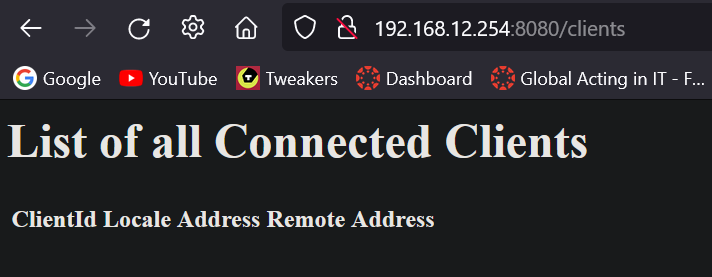 192.168.12.254:8080/clients
Google YouTube Tweakers Dashboard Global Acting in IT - F...
List of all Connected Clients
ClientId Locale Address Remote Address